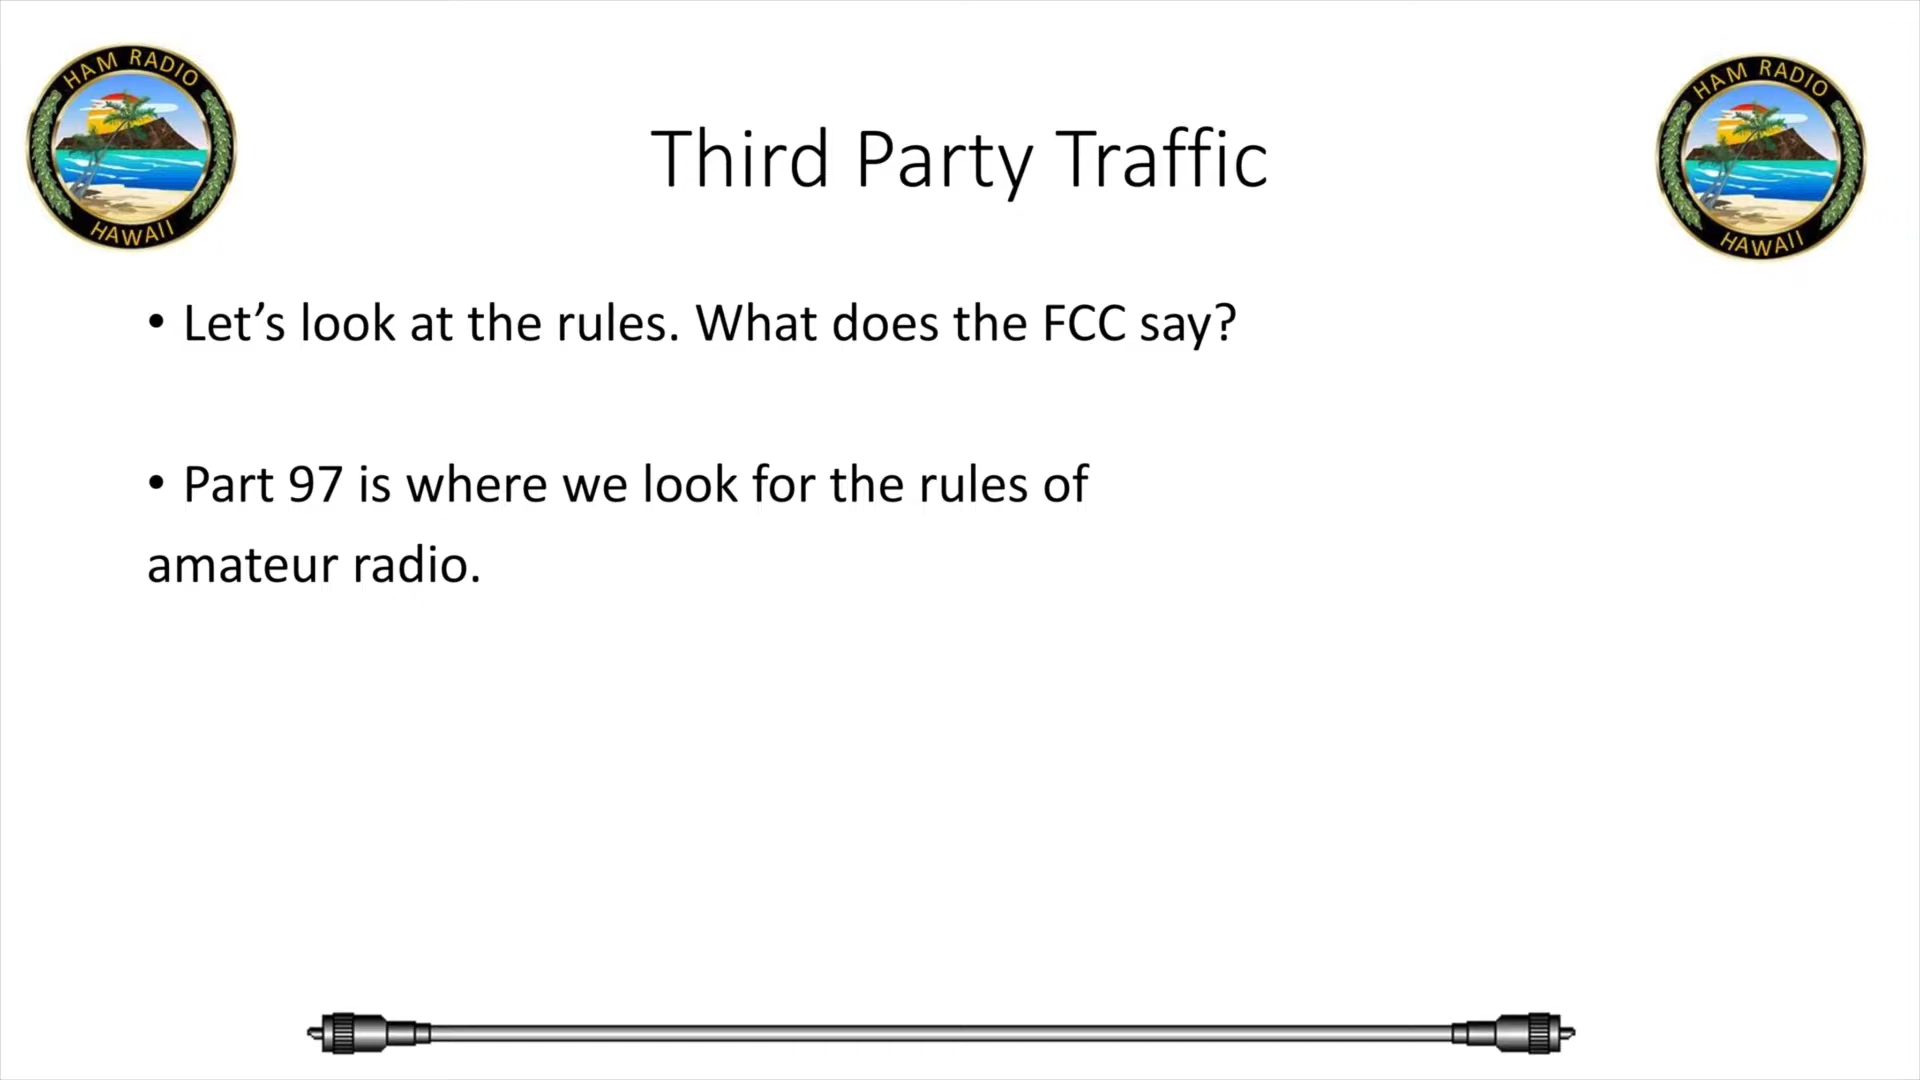 HAM RADIO
HAWAII
Third Party Traffic
HAM RADIO
HAWAII
• Let’s look at the rules. What does the FCC say?
• Part 97 is where we look for the rules of
amateur radio.